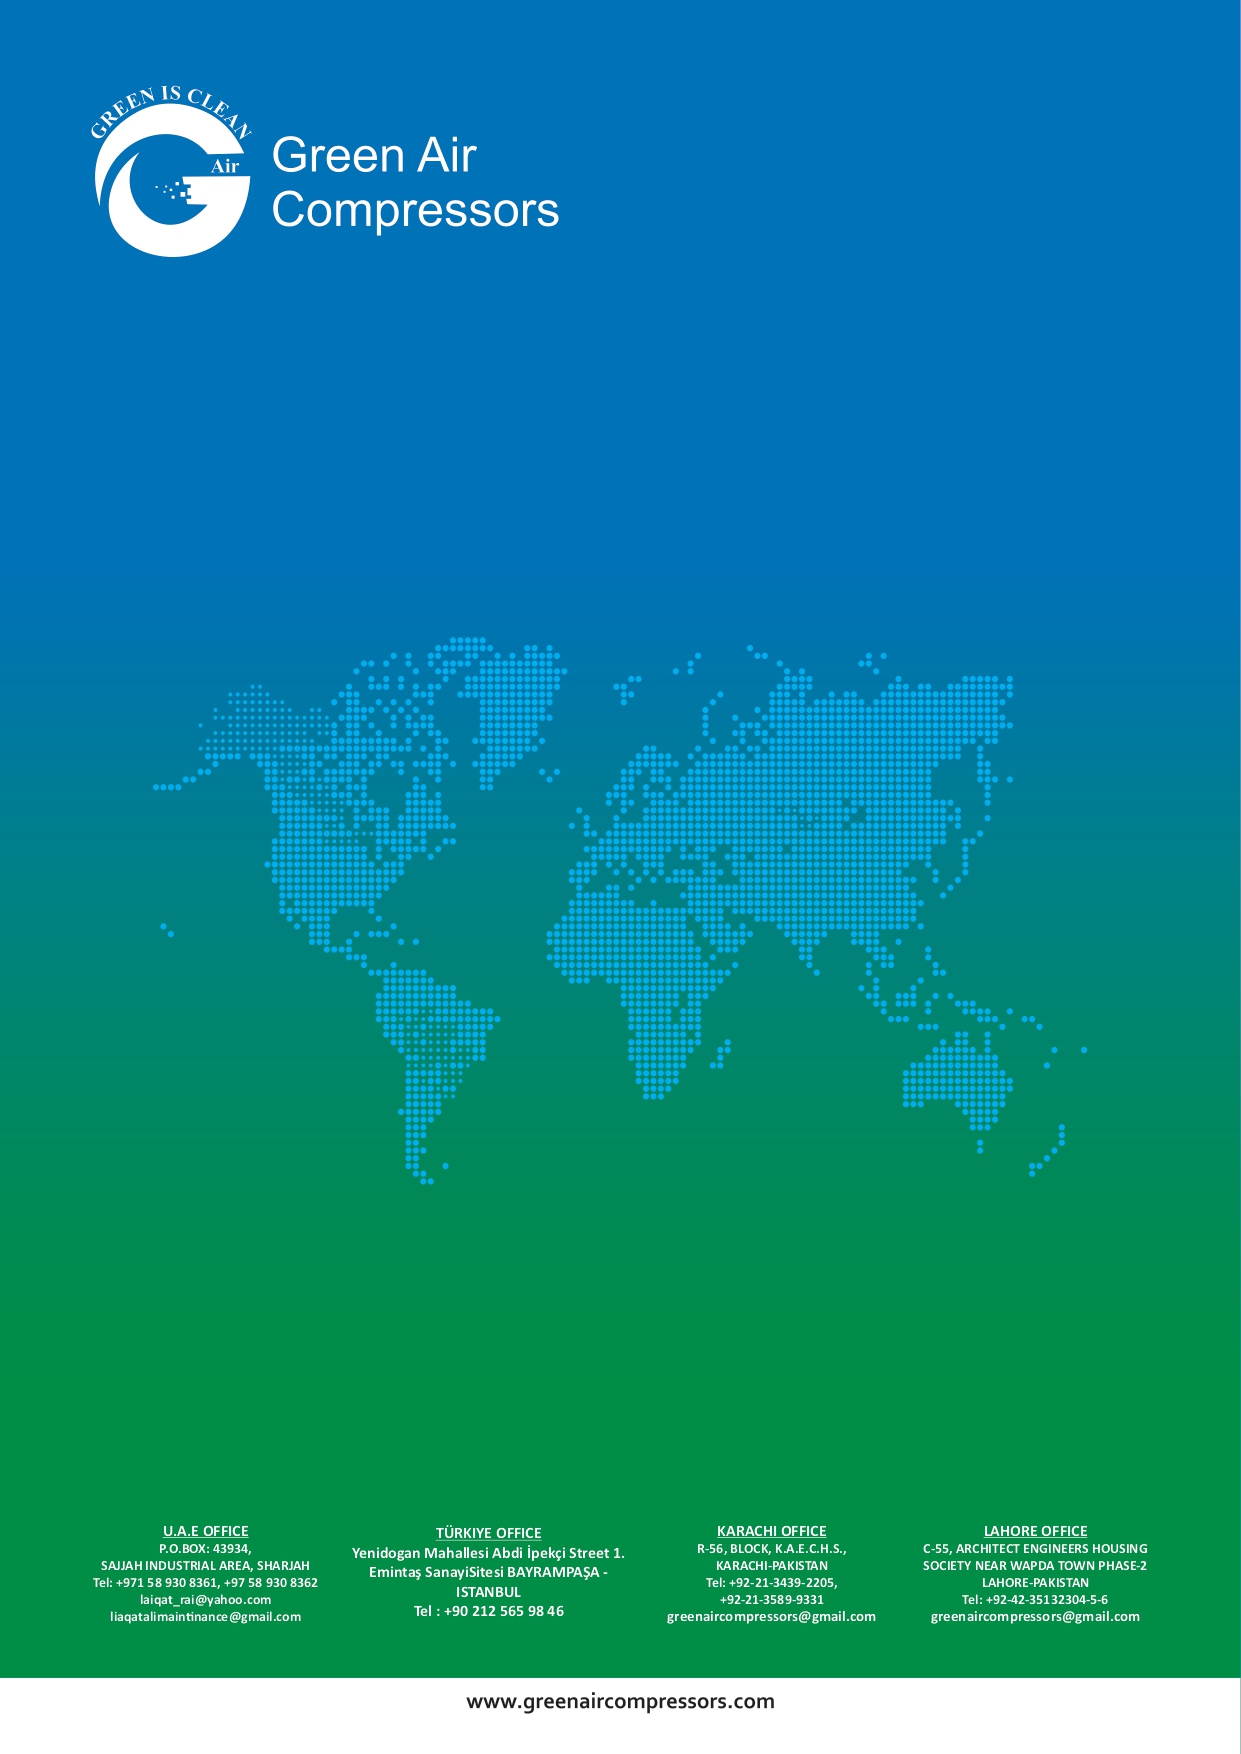 GREEN IS CLEAN
Air
Green Air
Compressors
U.A.E OFFICE
P.O.BOX: 43934,
SAJJAH INDUSTRIAL AREA, SHARJAH
Tel: +971 58 930 8361, +97 58 930 8362
laiqat_rai@yahoo.com
liaqatalimaintinance@gmail.com
TÜRKIYE OFFICE
Yenidogan Mahallesi Abdi İpekçi Street 1.
Emintaş SanayiSitesi BAYRAMPAŞA -
ISTANBUL
Tel : +90 212 565 98 46
KARACHI OFFICE
R-56, BLOCK, K.A.E.C.H.S.,
KARACHI-PAKISTAN
Tel: +92-21-3439-2205,
+92-21-3589-9331
greenaircompressors@gmail.com
LAHORE OFFICE
C-55, ARCHITECT ENGINEERS HOUSING
SOCIETY NEAR WAPDA TOWN PHASE-2
LAHORE-PAKISTAN
Tel: +92-42-35132304-5-6
greenaircompressors@gmail.com
www.greenaircompressors.com